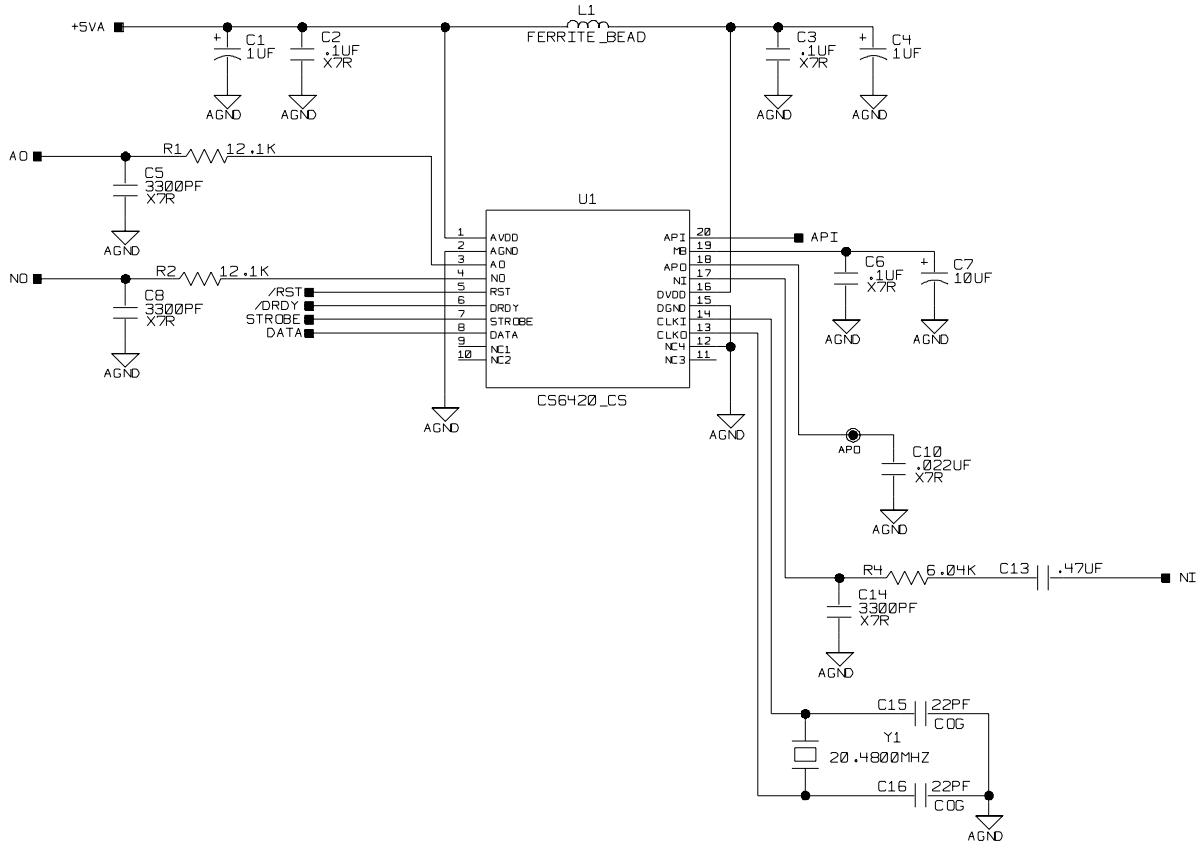 L1
+5VA
FERRITE_BEAD
C1
1UF
C2
.1UF
X7R
C3
.1UF
X7R
C4
1UF
AGND
AGND
AGND
AGND
AO
R1
12.1K
C5
3300PF
X7R
AGND
NO
R2
12.1K
C8
3300PF
X7R
AGND
/RST
/DRDY
STROBE
DATA
U1
1
AVDD
2
AGND
3
AO
4
NO
5
RST
6
DRDY
7
STROBE
8
DATA
9
NC1
10
NC2
API
20
MB
19
APO
18
NI
17
DVDD
16
DGND
15
CLKI
14
CLKO
13
NC4
12
NC3
11
CS6420_CS
AGND
AGND
API
C6
.1UF
X7R
C7
10UF
AGND
AGND
APO
C10
.022UF
X7R
AGND
R4
6.04K
C13
.47UF
NI
C14
3300PF
X7R
AGND
C15
22PF
COG
Y1
20.4800MHZ
C16
22PF
COG
AGND